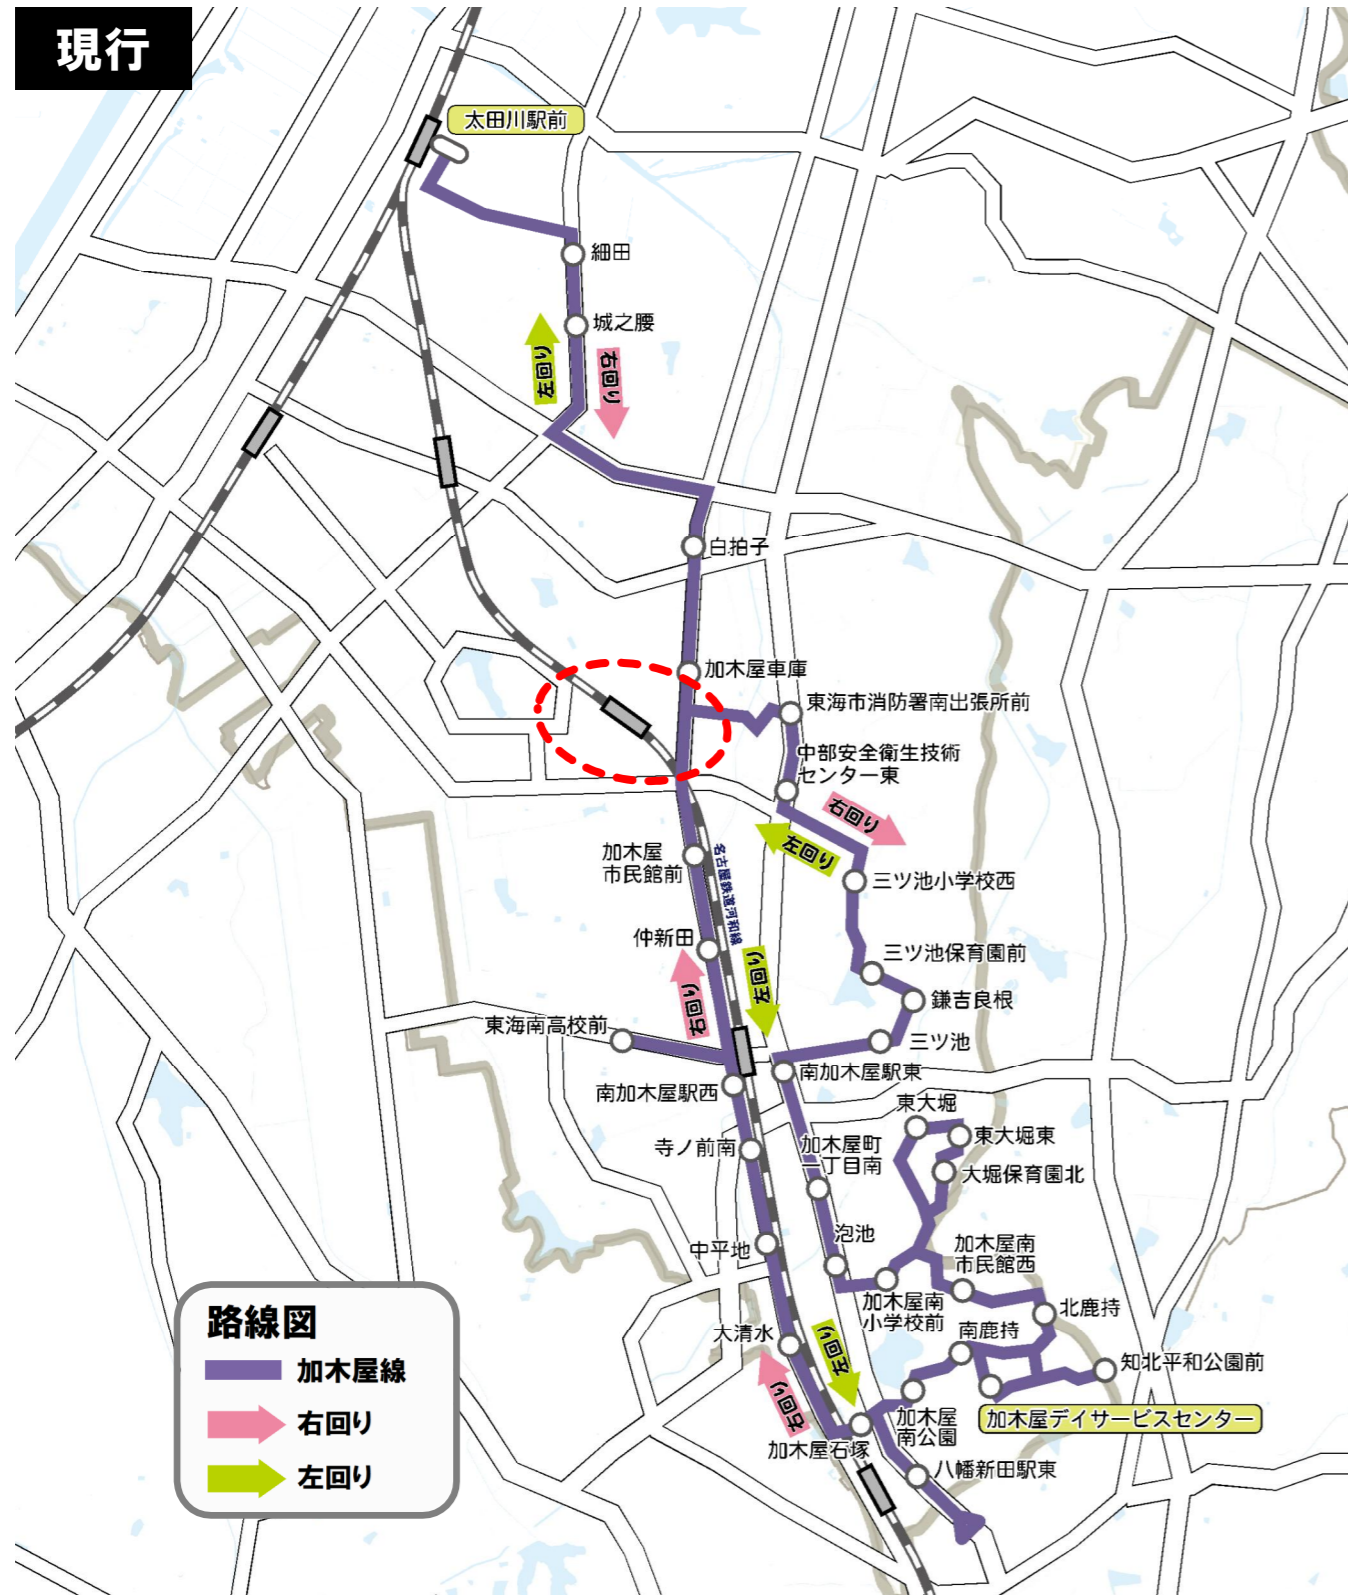 現行
太田川駅前
細田
城之腰
左回り
右回り
白拍子
加木屋車庫
東海市消防署南出張所前
中部安全衛生技術
センター東
右回り
左回り
加木屋
市民館前
名古屋鉄道河和線
三ツ池小学校西
仲新田
三ツ池保育園前
左回り
右回り
鎌吉良根
東海南高校前
三ツ池
南加木屋駅東
南加木屋駅西
東大堀
東大堀東
寺ノ前南
加木屋町
一丁目南
大堀保育園北
中平地
泡池
加木屋南
市民館西
加木屋南
小学校前
北鹿持
大清水
左回り
南鹿持
知北平和公園前
右回り
加木屋
南公園
加木屋デイサービスセンター
加木屋石塚
八幡新田駅東
路線図
加木屋線
右回り
左回り